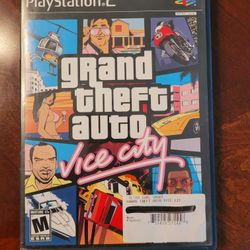 PlayStation 2
grand
theft
auto
Vice City
M